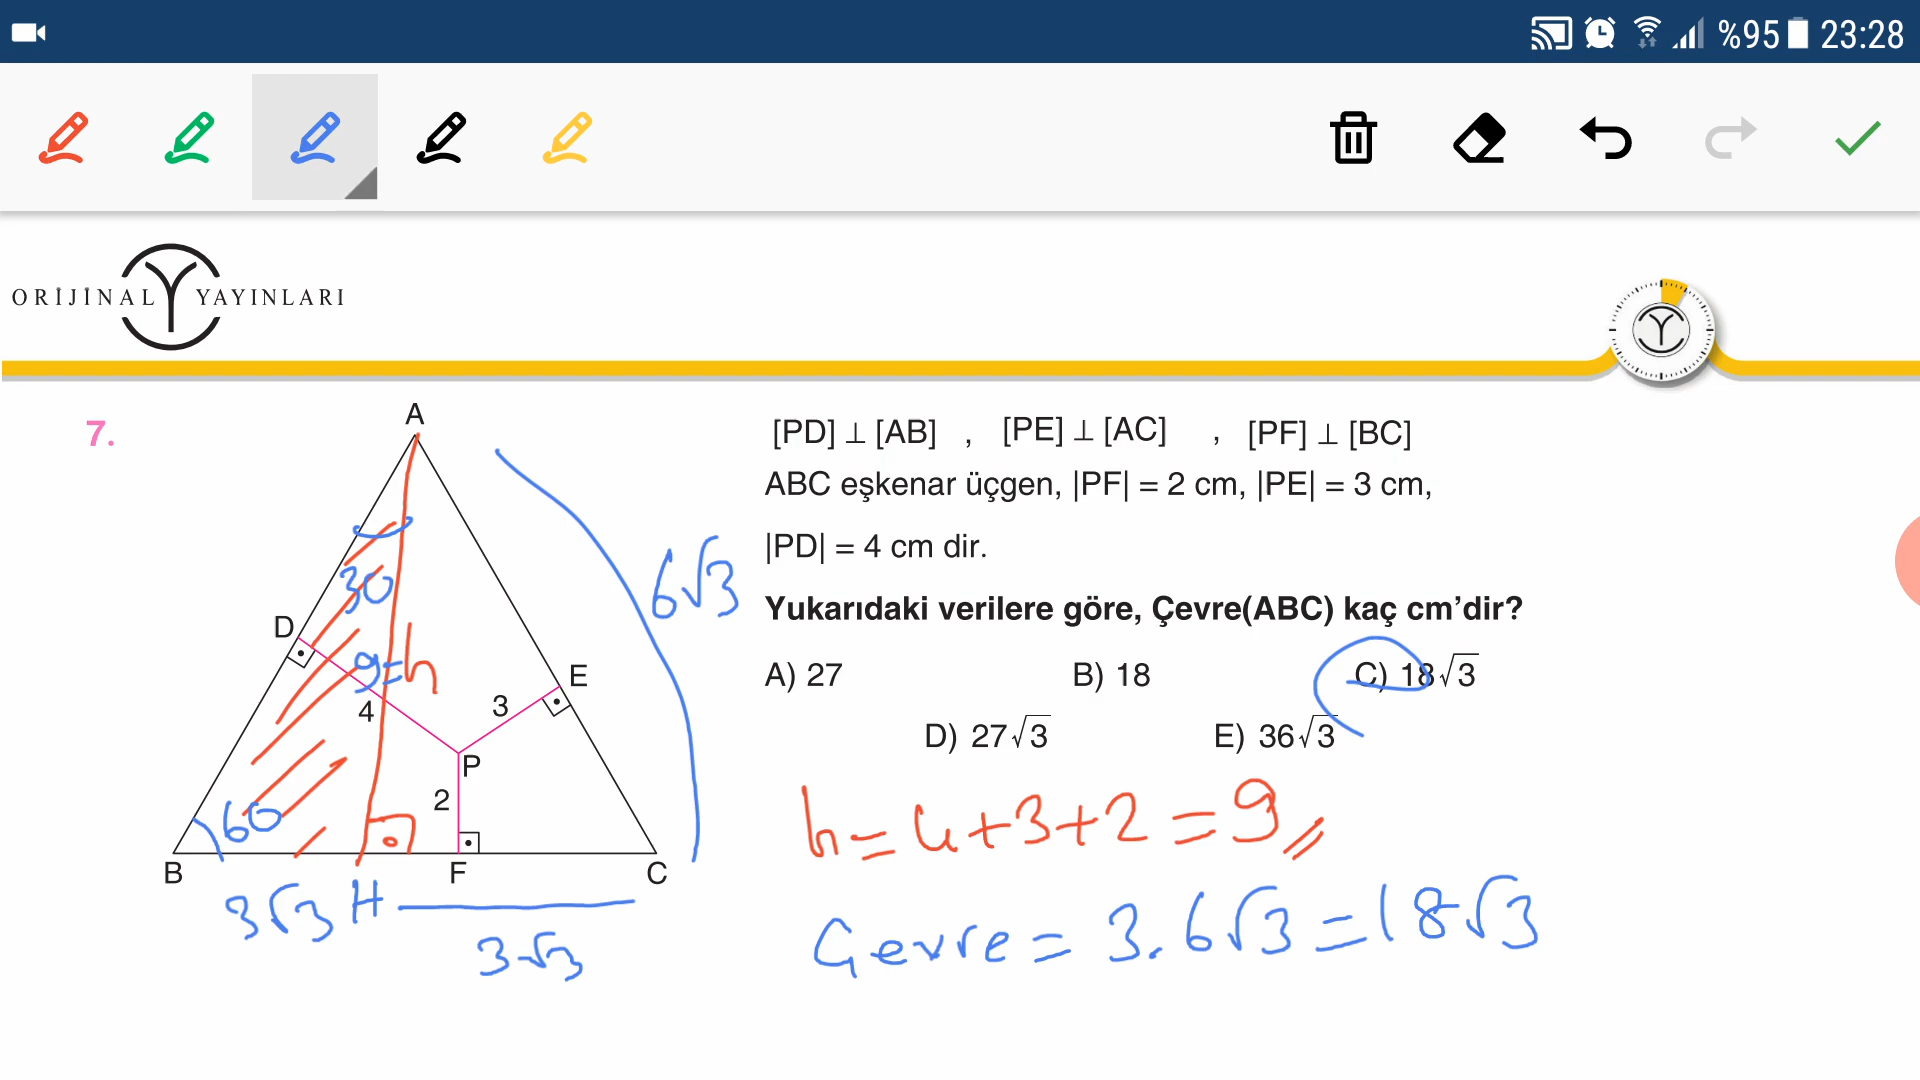 %95 23:28
ORİJİNAL YAYINLARI
7.
A
[PD] ⊥ [AB] , [PE] ⊥ [AC] , [PF] ⊥ [BC]
ABC eşkenar üçgen, |PF| = 2 cm, |PE| = 3 cm,
|PD| = 4 cm dir.
Yukarıdaki verilere göre, Çevre(ABC) kaç cm'dir?
A) 27 B) 18 C) 18√3
D) 27√3 E) 36√3
30
6√3
D
9=h
E
4
3
P
2
60
B F C
3√3 H
3√3
h=4+3+2=9
Çevre = 3.6√3=18√3